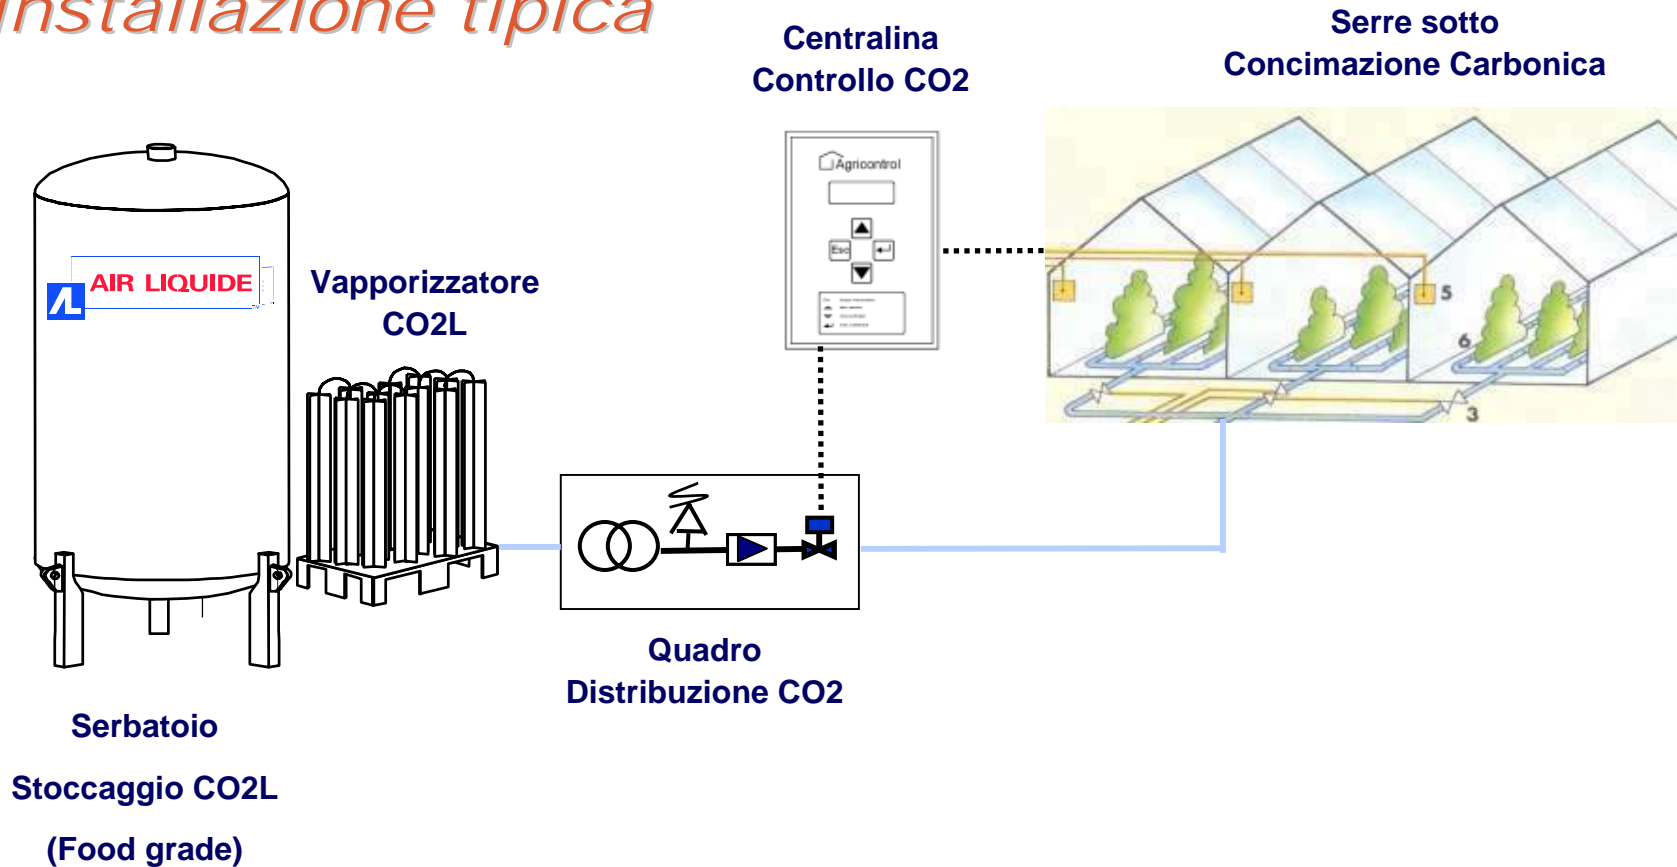 Installazione tipica
Centralina
Controllo CO2
Serre sotto
Concimazione Carbonica
AIR LIQUIDE
AL
Vapporizzatore
CO2L
Agricontrol
Esc
5
6
3
Quadro
Distribuzione CO2
Serbatoio
Stoccaggio CO2L
(Food grade)